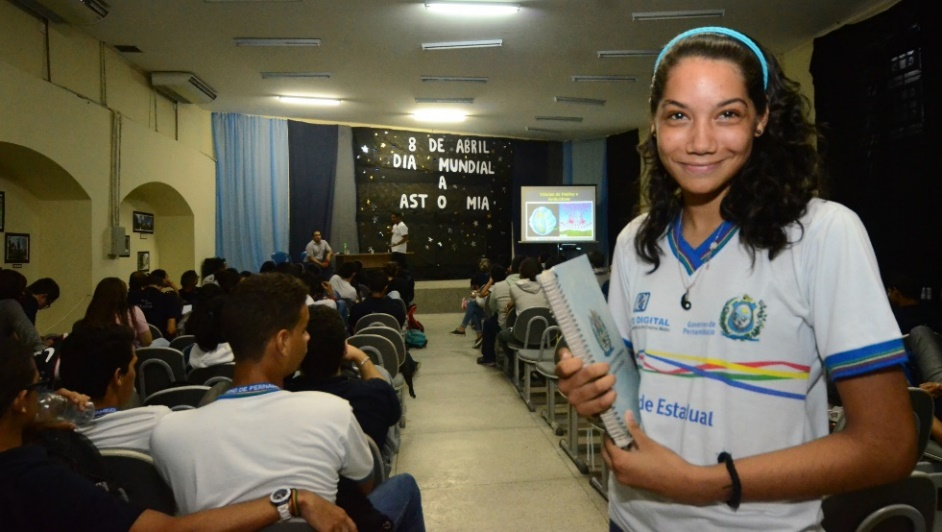 8 DE ABRIL
DIA MUNDIAL
A
AST O MIA
DIGITAL
Governo de
Pernambuco
de Estadual